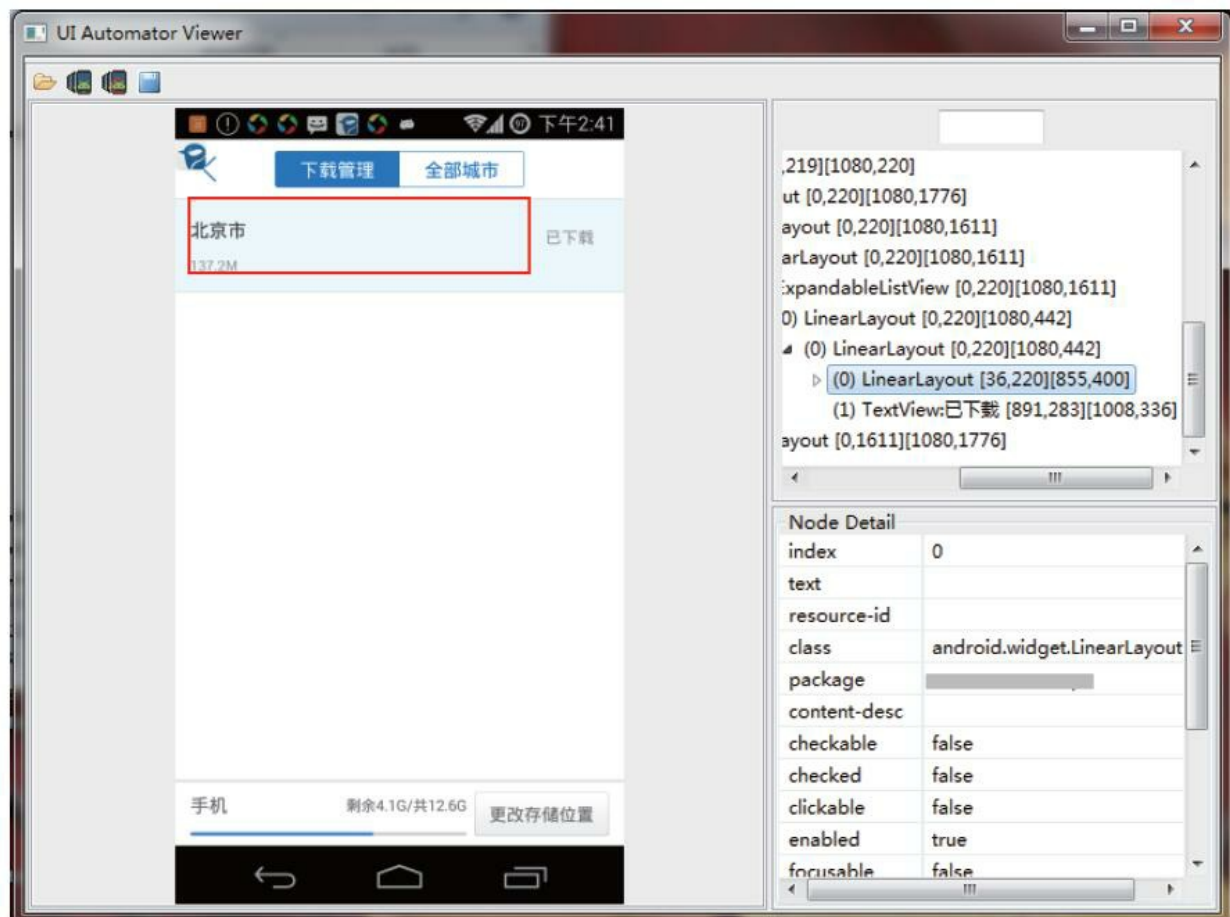 UI Automator Viewer
97 下午2:41
下载管理 全部城市
北京市
已下载
137.2M
手机 剩余4.1G/共12.6G 更改存储位置
,219][1080,220]
ut [0,220][1080,1776]
ayout [0,220][1080,1611]
arLayout [0,220][1080,1611]
xpandableListView [0,220][1080,1611]
0) LinearLayout [0,220][1080,442]
(0) LinearLayout [0,220][1080,442]
(0) LinearLayout [36,220][855,400]
(1) TextView:已下载 [891,283][1008,336]
ayout [0,1611][1080,1776]
Node Detail
index 0
text
resource-id
class android.widget.LinearLayout
package
content-desc
checkable false
checked false
clickable false
enabled true
focusable false